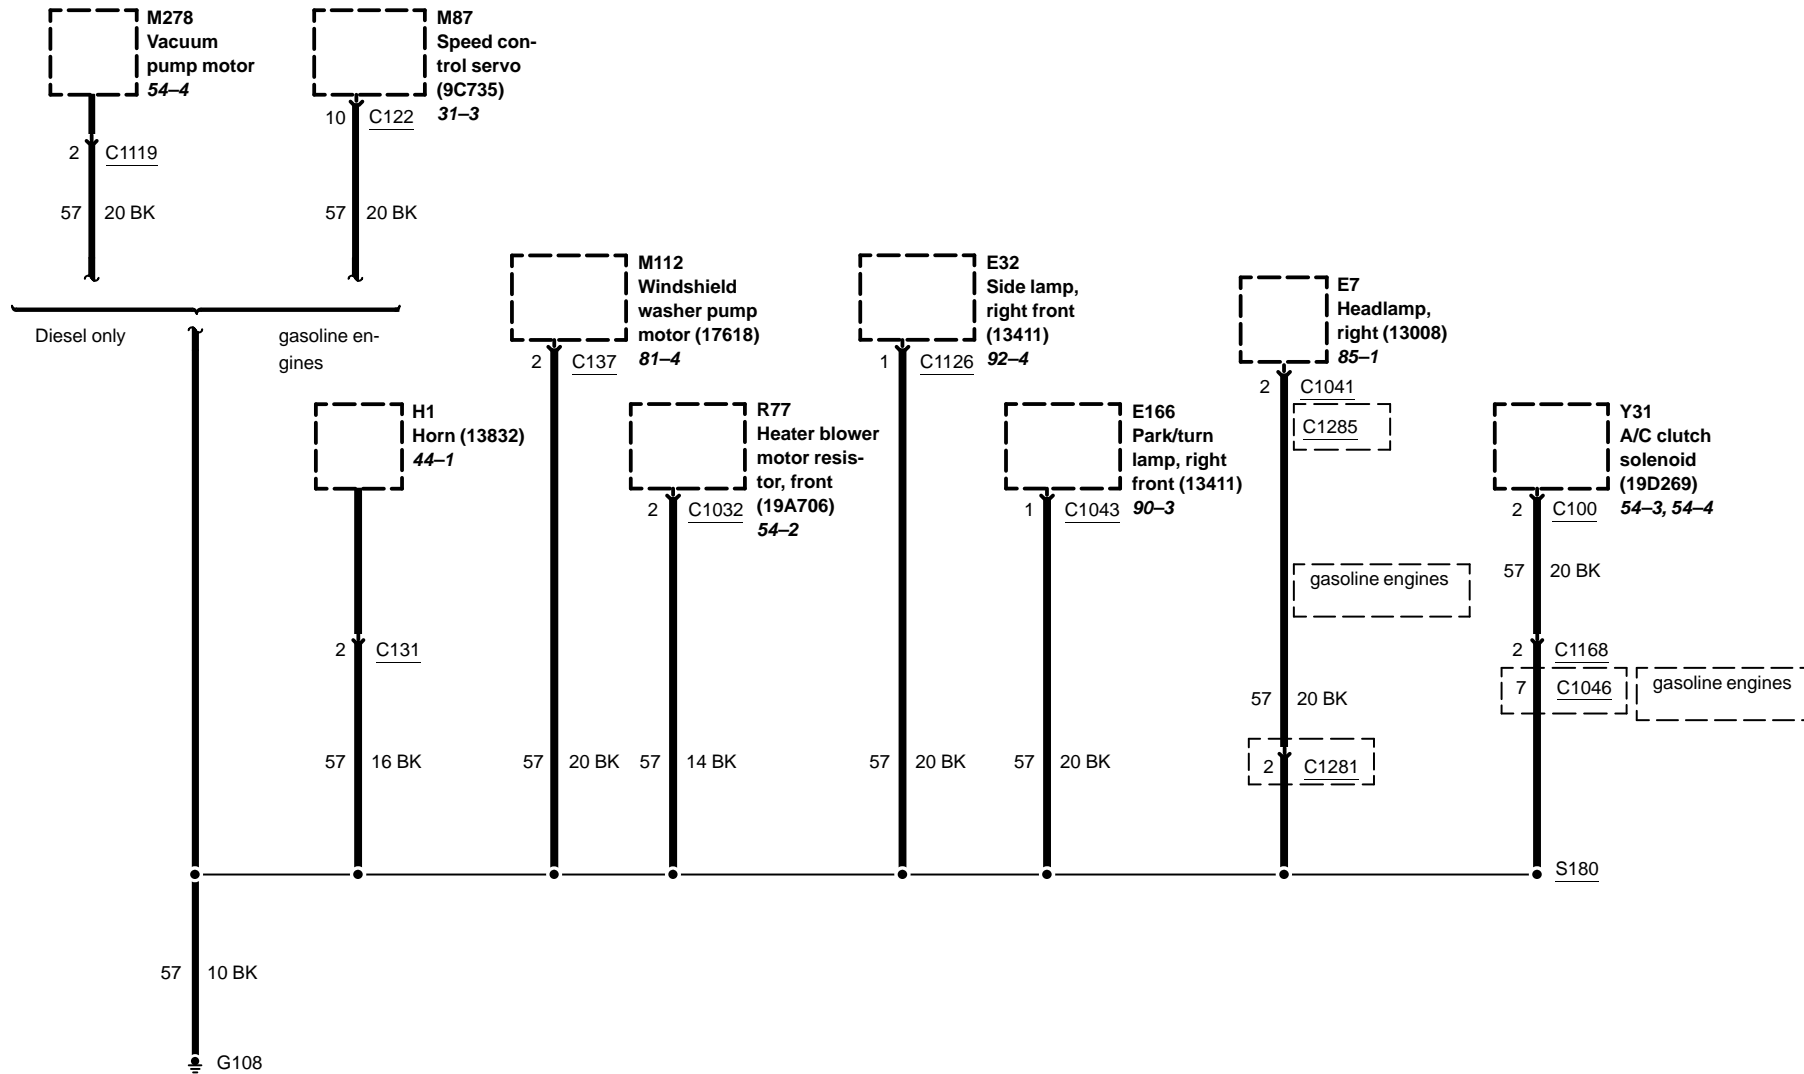 M278
Vacuum
pump motor
54–4
2 C1119
57 20 BK
M87
Speed con-
trol servo
(9C735)
31–3
10 C122
57 20 BK
Diesel only
gasoline en-
gines
H1
Horn (13832)
44–1
2 C131
57 16 BK
M112
Windshield
washer pump
motor (17618)
81–4
2 C137
57 20 BK
R77
Heater blower
motor resis-
tor, front
(19A706)
54–2
2 C1032
57 14 BK
E32
Side lamp,
right front
(13411)
92–4
1 C1126
57 20 BK
E166
Park/turn
lamp, right
front (13411)
90–3
1 C1043
57 20 BK
E7
Headlamp,
right (13008)
85–1
2 C1041
C1285
gasoline engines
57 20 BK
2 C1281
Y31
A/C clutch
solenoid
(19D269)
54–3, 54–4
2 C100
57 20 BK
2 C1168
7 C1046
gasoline engines
S180
57 10 BK
G108